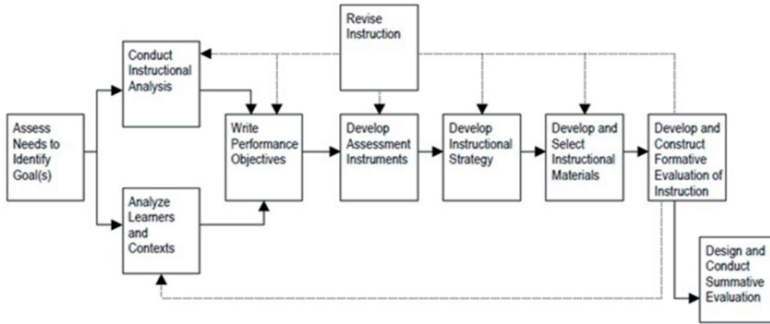 Revise
Instruction
Conduct
Instructional
Analysis
Assess
Needs to
Identify
Goal(s)
Write
Performance
Objectives
Develop
Assessment
Instruments
Develop
Instructional
Strategy
Develop and
Select
Instructional
Materials
Develop and
Construct
Formative
Evaluation of
Instruction
Analyze
Learners
and
Contexts
Design and
Conduct
Summative
Evaluation